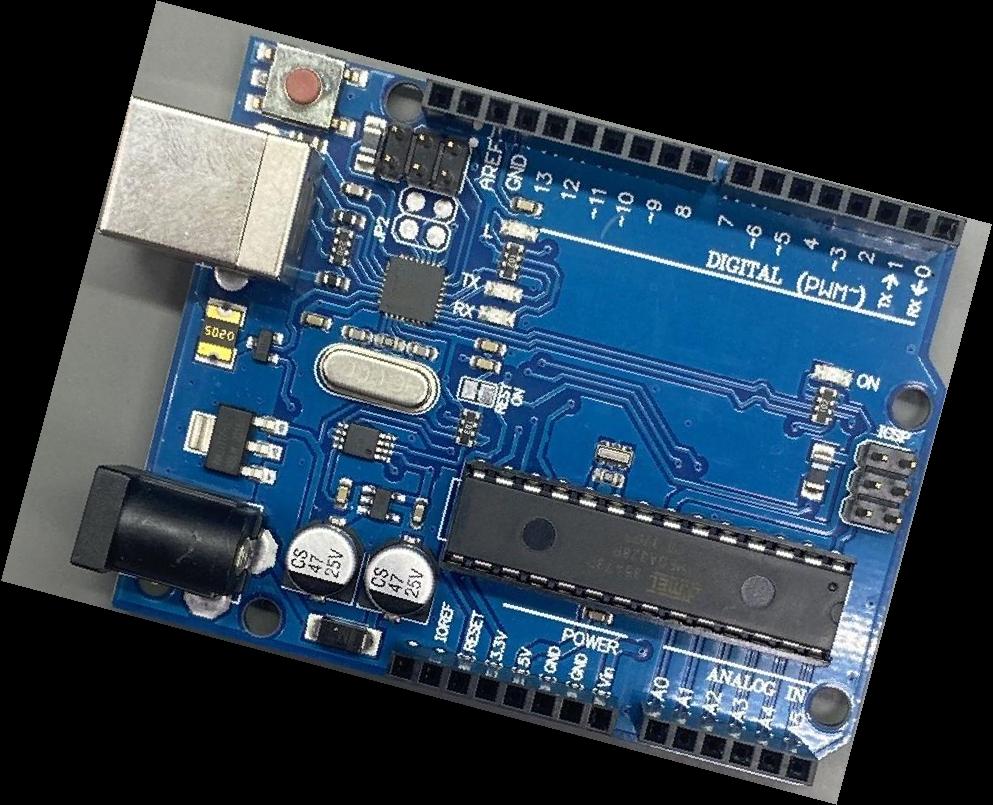 AREF
GND
13
12
~11
~10
~9
8
7
~6
~5
4
~3
2
TX→1
RX←0
DIGITAL (PWM~)
L
TX
RX
ON
ICSP
0205
CS
47
25V
CS
47
25V
ATMEL
IOREF
RESET
3.3V
5V
GND
GND
Vin
POWER
ANALOG IN
A0
A1
A2
A3
A4